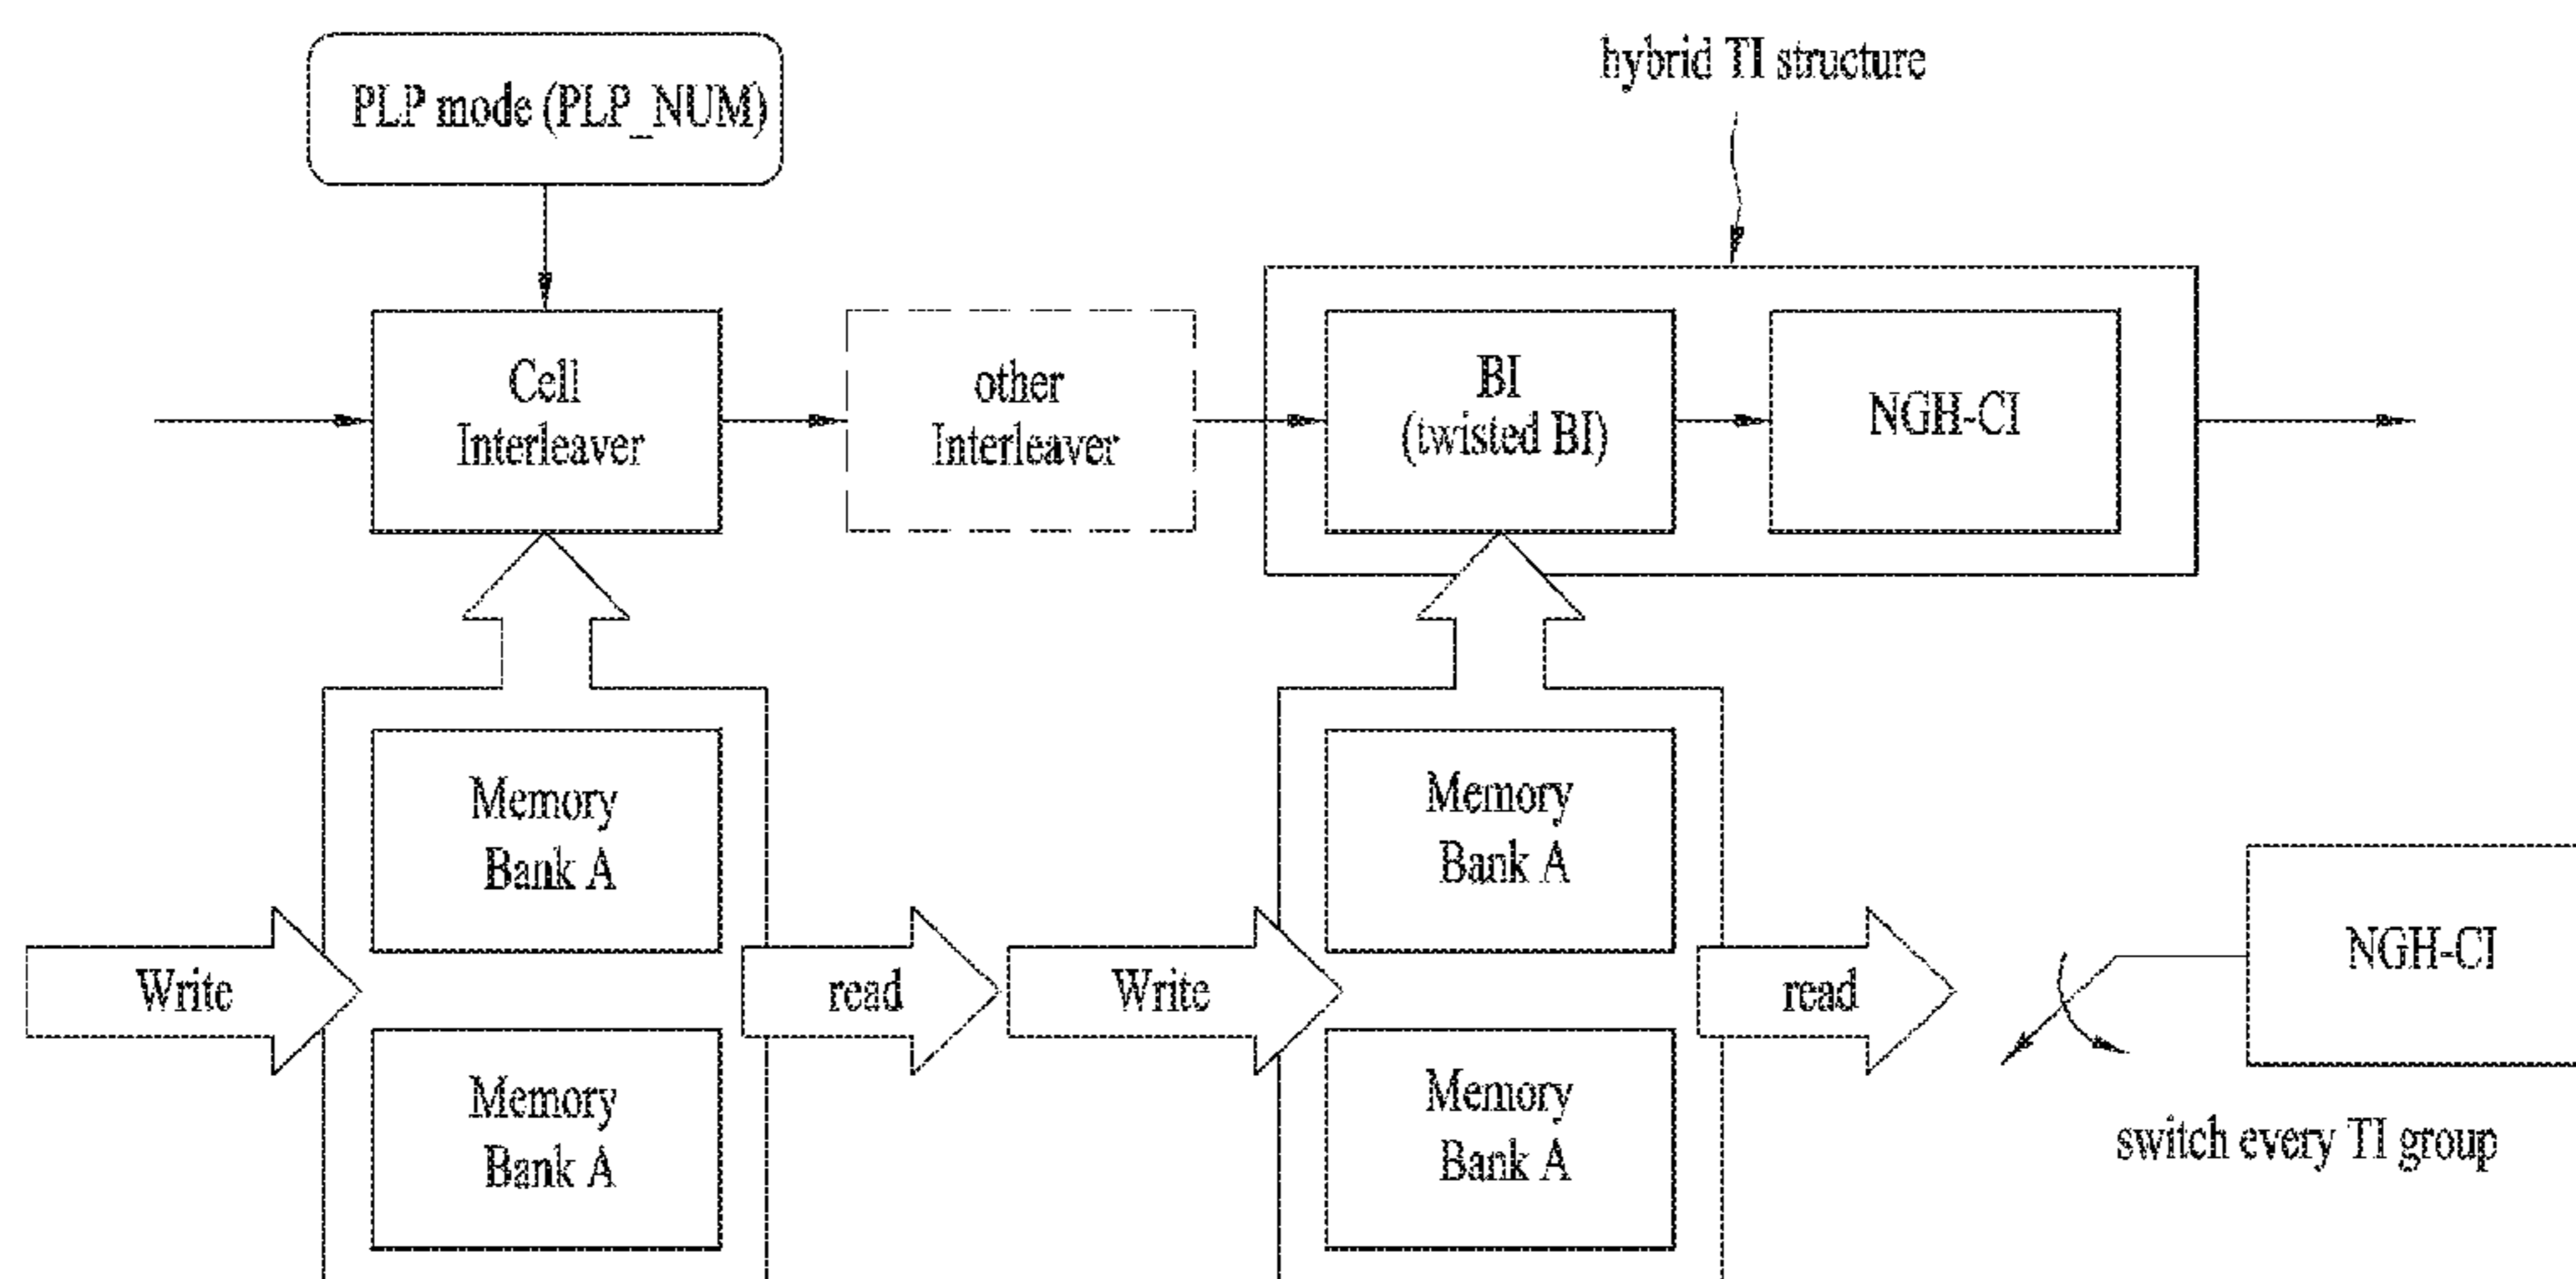 hybrid TI structure
PLP mode (PLP_NUM)
Cell
Interleaver
other
Interleaver
BI
(twisted BI)
NGH-CI
Memory
Bank A
Memory
Bank A
Write
read
Write
read
NGH-CI
Memory
Bank A
Memory
Bank A
switch every TI group